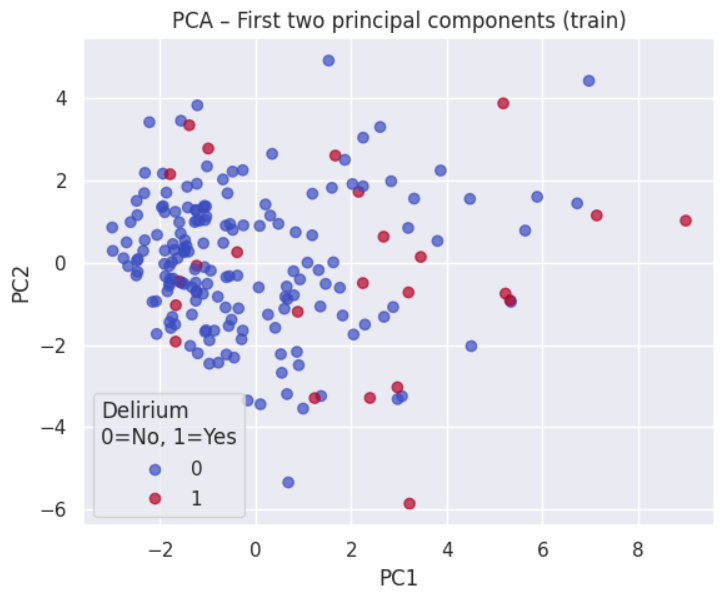 PCA – First two principal components (train)
4
2
0
−2
−4
−6
PC2
Delirium
0=No, 1=Yes
0
1
−2
0
2
4
6
8
PC1